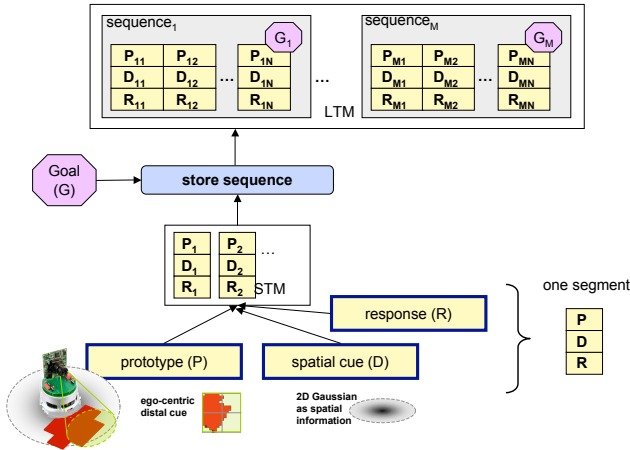 sequence1 sequenceM
G1 GM
P11 P12 P1N PM1 PM2 PMN
D11 D12 ... D1N ... DM1 DM2 ... DMN
R11 R12 R1N RM1 RM2 RMN
LTM
Goal
(G)
store sequence
P1 P2 ...
D1 D2
R1 R2 STM
one segment
response (R)
P
D
R
prototype (P) spatial cue (D)
ego-centric
distal cue
2D Gaussian
as spatial
information